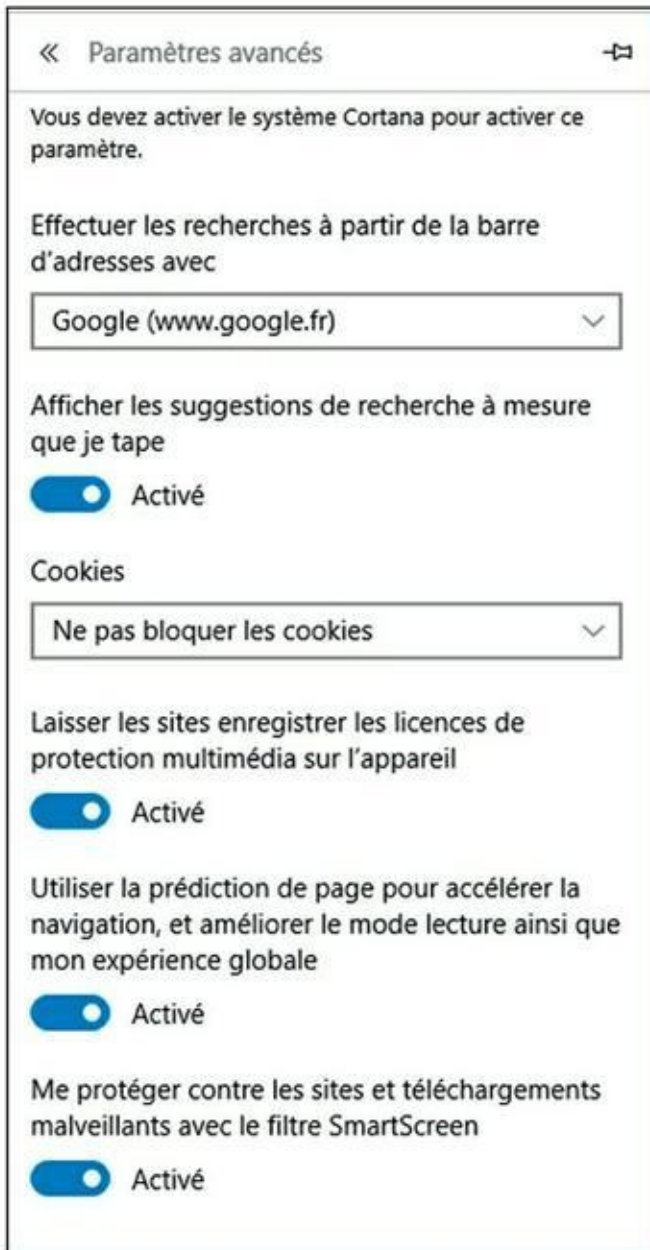 Paramètres avancés
Vous devez activer le système Cortana pour activer ce
paramètre.
Effectuer les recherches à partir de la barre
d'adresses avec
Google (www.google.fr)
Afficher les suggestions de recherche à mesure
que je tape
Activé
Cookies
Ne pas bloquer les cookies
Laisser les sites enregistrer les licences de
protection multimédia sur l'appareil
Activé
Utiliser la prédiction de page pour accélérer la
navigation, et améliorer le mode lecture ainsi que
mon expérience globale
Activé
Me protéger contre les sites et téléchargements
malveillants avec le filtre SmartScreen
Activé